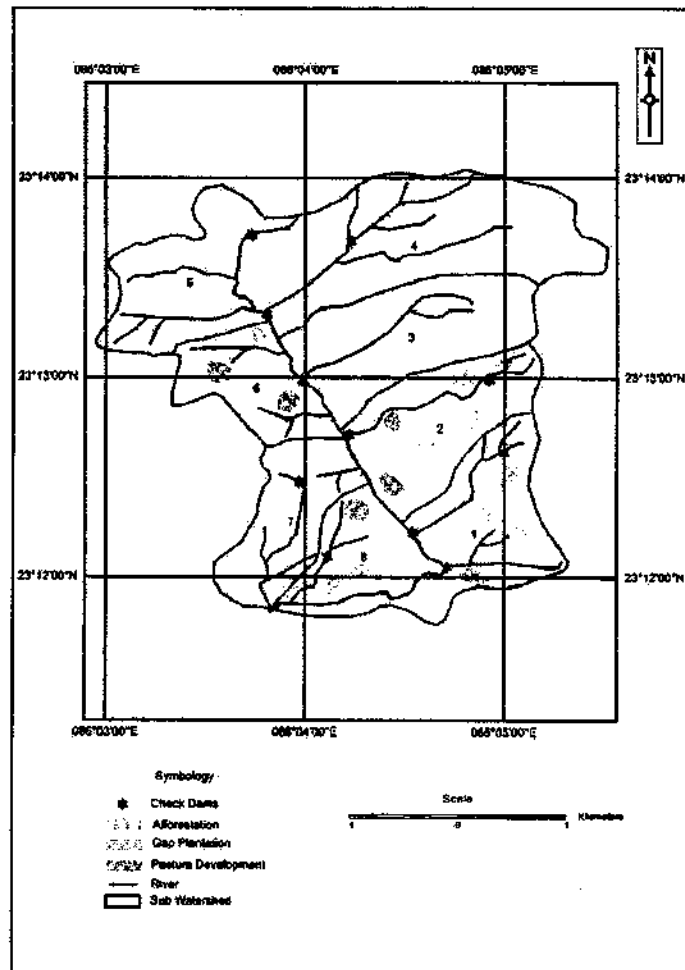 N
086°03'00"E 086°04'00"E 086°05'00"E
23°14'00"N 23°14'00"N
4
5
3
23°13'00"N 23°13'00"N
6
2
7
1
8
23°12'00"N 23°12'00"N
086°03'00"E 086°04'00"E 086°05'00"E
Symbology
Check Dams
Afforestation
Gap Plantation
Pasture Development
River
Sub Watershed
Scale
1 0 1 Kilometers